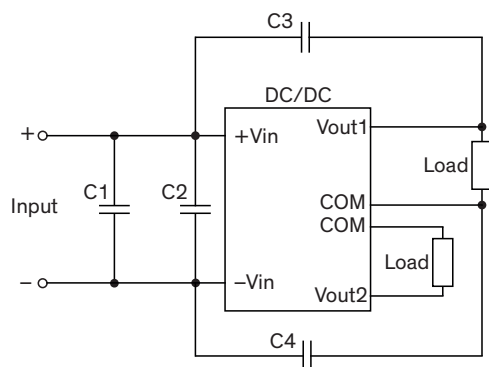 C3
DC/DC
+
+Vin
Vout1
Load
C1
C2
Input
COM
COM
Load
–
–Vin
Vout2
C4